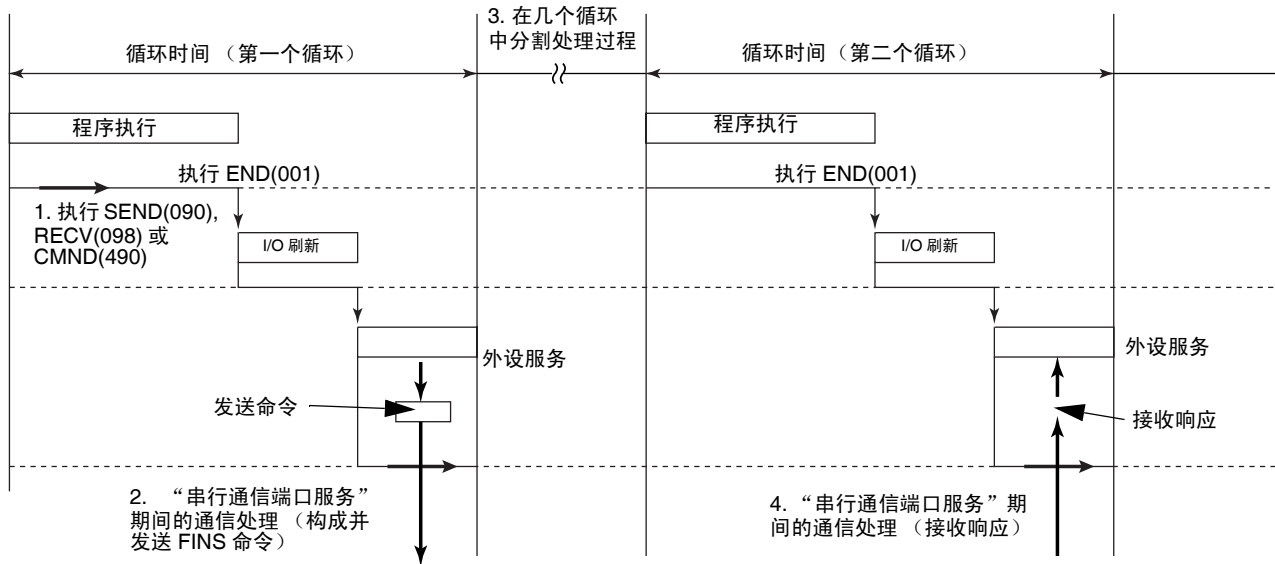 3. 在几个循环
中分割处理过程
循环时间 （第一个循环）
循环时间（第二个循环）
程序执行
程序执行
执行 END(001)
执行 END(001)
1. 执行 SEND(090),
RECV(098) 或
CMND(490)
I/O 刷新
I/O 刷新
外设服务
外设服务
发送命令
接收响应
2. “串行通信端口服务”
期间的通信处理 （构成并
发送 FINS 命令）
4. “串行通信端口服务”期
间的通信处理 （接收响应）